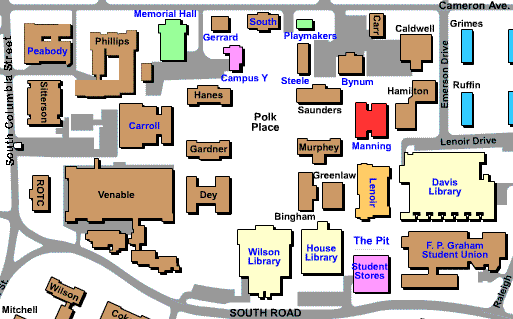 Cameron Ave.
Memorial Hall
South
Carr
Grimes
Gerrard
Playmakers
Caldwell
Peabody
Phillips
Campus Y
Steele
Bynum
Emerson Drive
South Columbia Street
Sitterson
Hanes
Saunders
Hamilton
Ruffin
Carroll
Polk
Place
Manning
Lenoir Drive
Gardner
Murphey
ROTC
Venable
Dey
Greenlaw
Lenoir
Davis
Library
Bingham
Wilson
Library
House
Library
The Pit
F. P. Graham
Student Union
Student
Stores
st.
Wilson
Mitchell
Coke
SOUTH ROAD
Raleigh